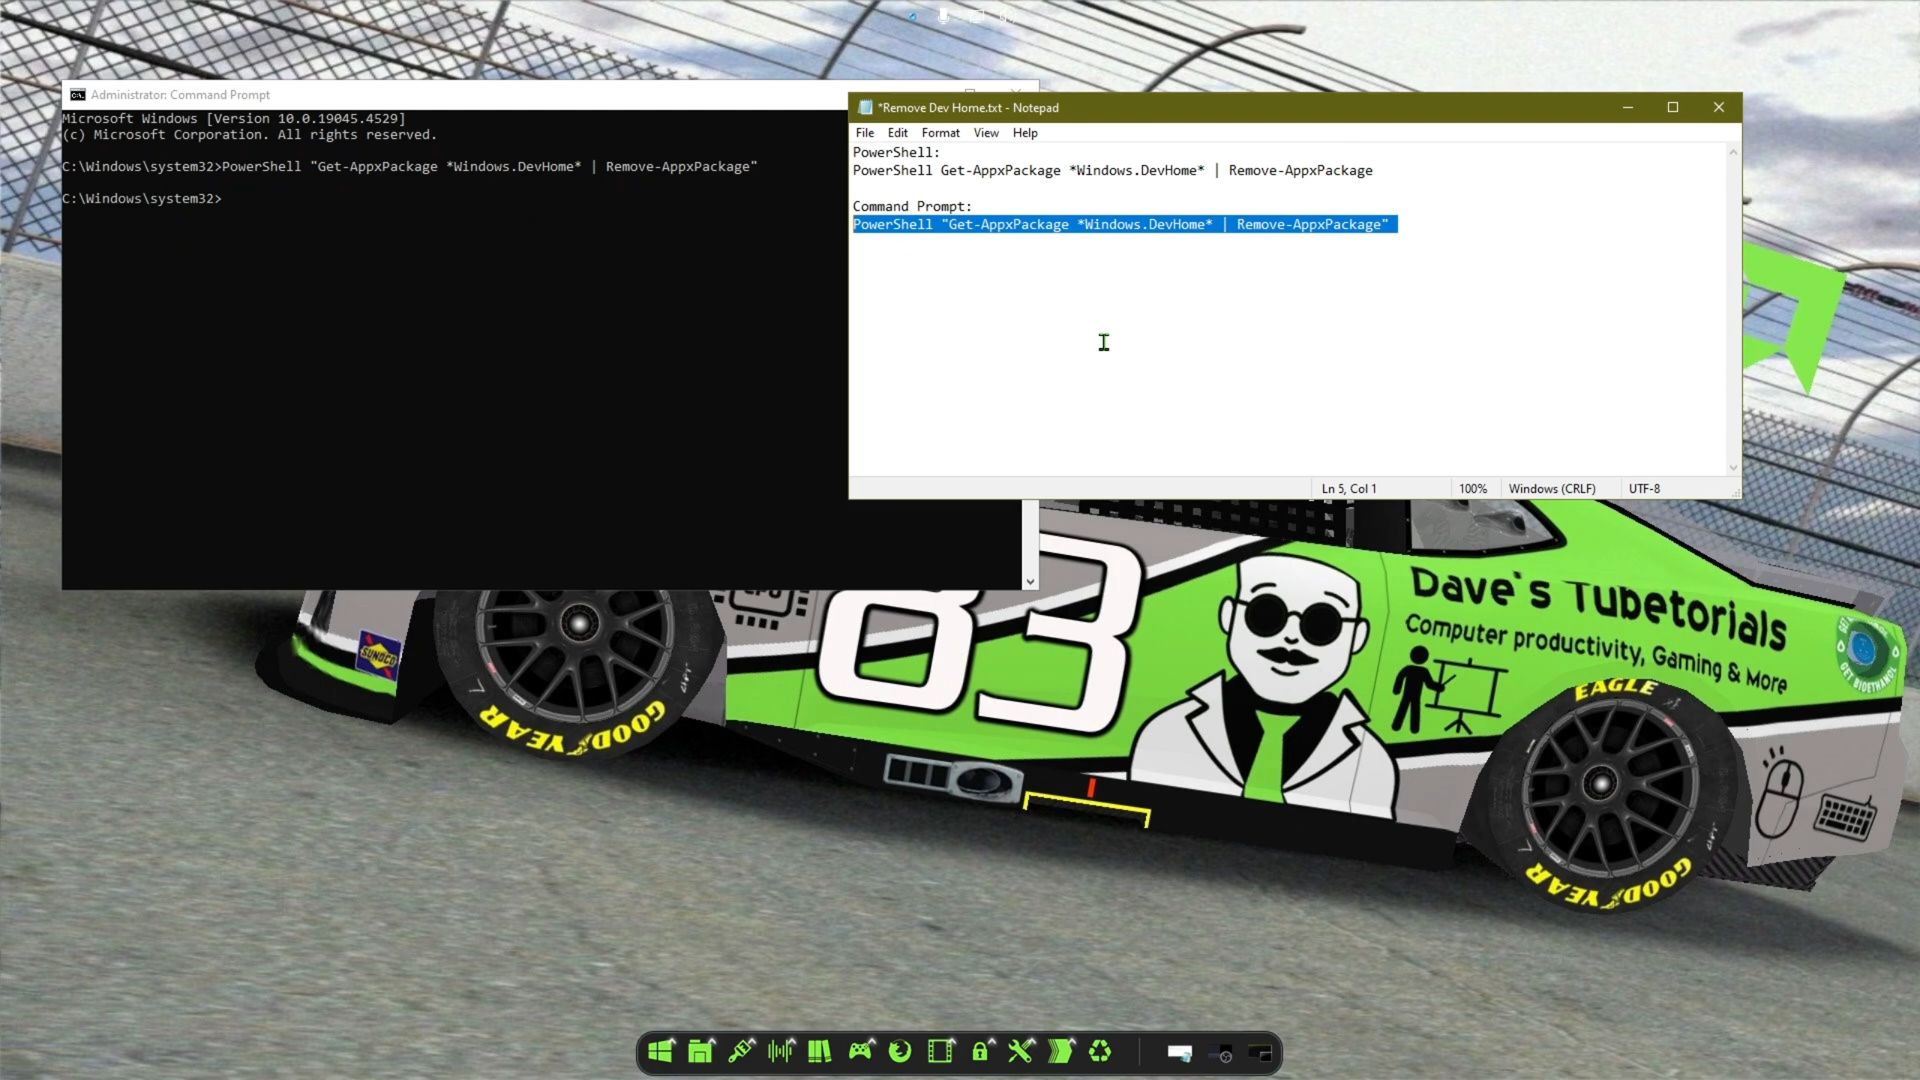 Administrator: Command Prompt
Microsoft Windows [Version 10.0.19045.4529]
(c) Microsoft Corporation. All rights reserved.
C:\Windows\system32>PowerShell "Get-AppxPackage *Windows.DevHome* | Remove-AppxPackage"
C:\Windows\system32>
*Remove Dev Home.txt - Notepad
File Edit Format View Help
PowerShell:
PowerShell Get-AppxPackage *Windows.DevHome* | Remove-AppxPackage
Command Prompt:
PowerShell "Get-AppxPackage *Windows.DevHome* | Remove-AppxPackage"
Ln 5, Col 1 100% Windows (CRLF) UTF-8
CPU
83
Dave's Tubetorials
Computer productivity, Gaming & More
SUNOCO
GOODYEAR
EAGLE
GOODYEAR
GET BIOETHANOL